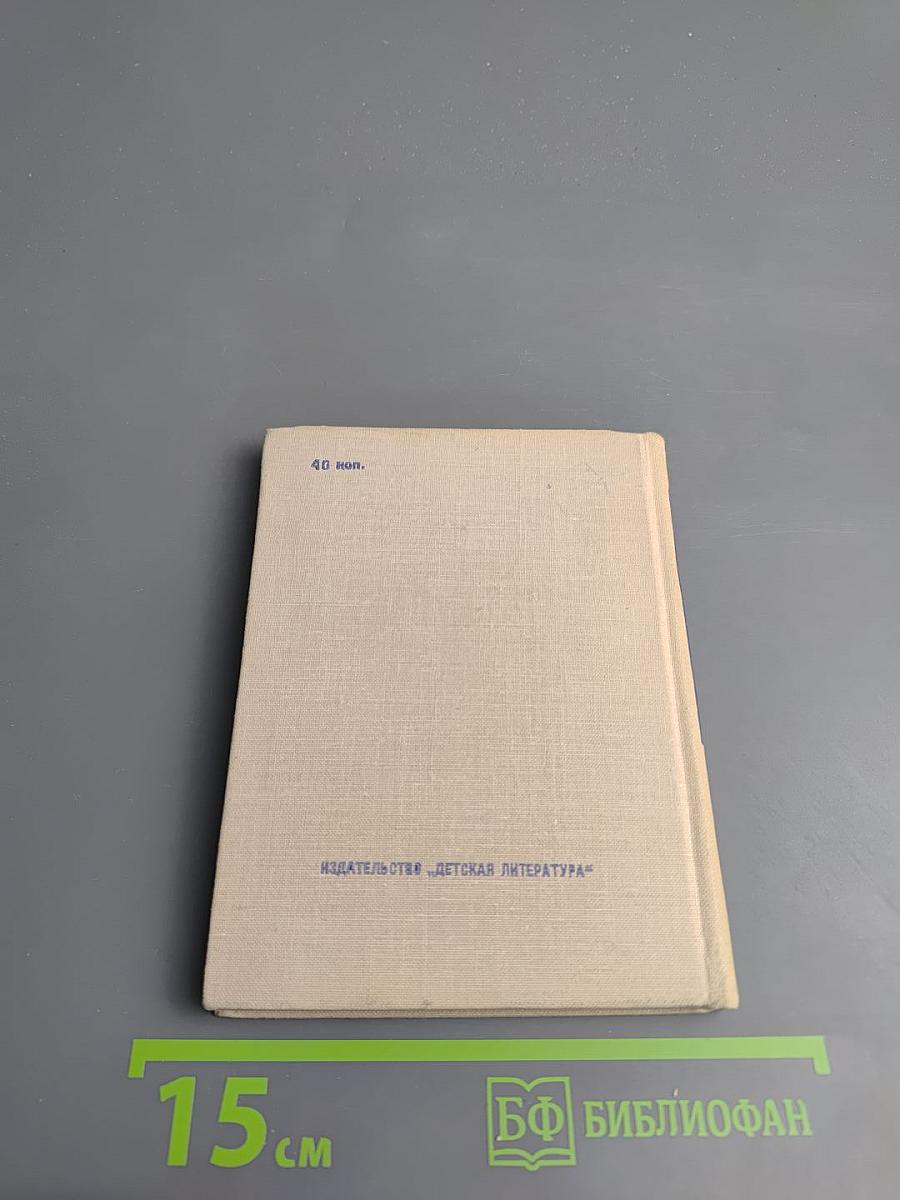 40 коп.
ИЗДАТЕЛЬСТВО „ДЕТСКАЯ ЛИТЕРАТУРА“
15 см
БФ БИБЛИОФАН